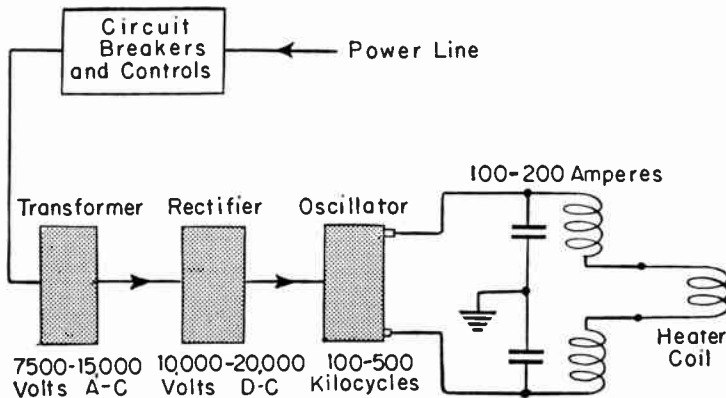 Circuit
Breakers
and Controls
Power Line
100-200 Amperes
Transformer
Rectifier
Oscillator
7500-15,000
Volts A-C
10,000-20,000
Volts D-C
100-500
Kilocycles
Heater
Coil